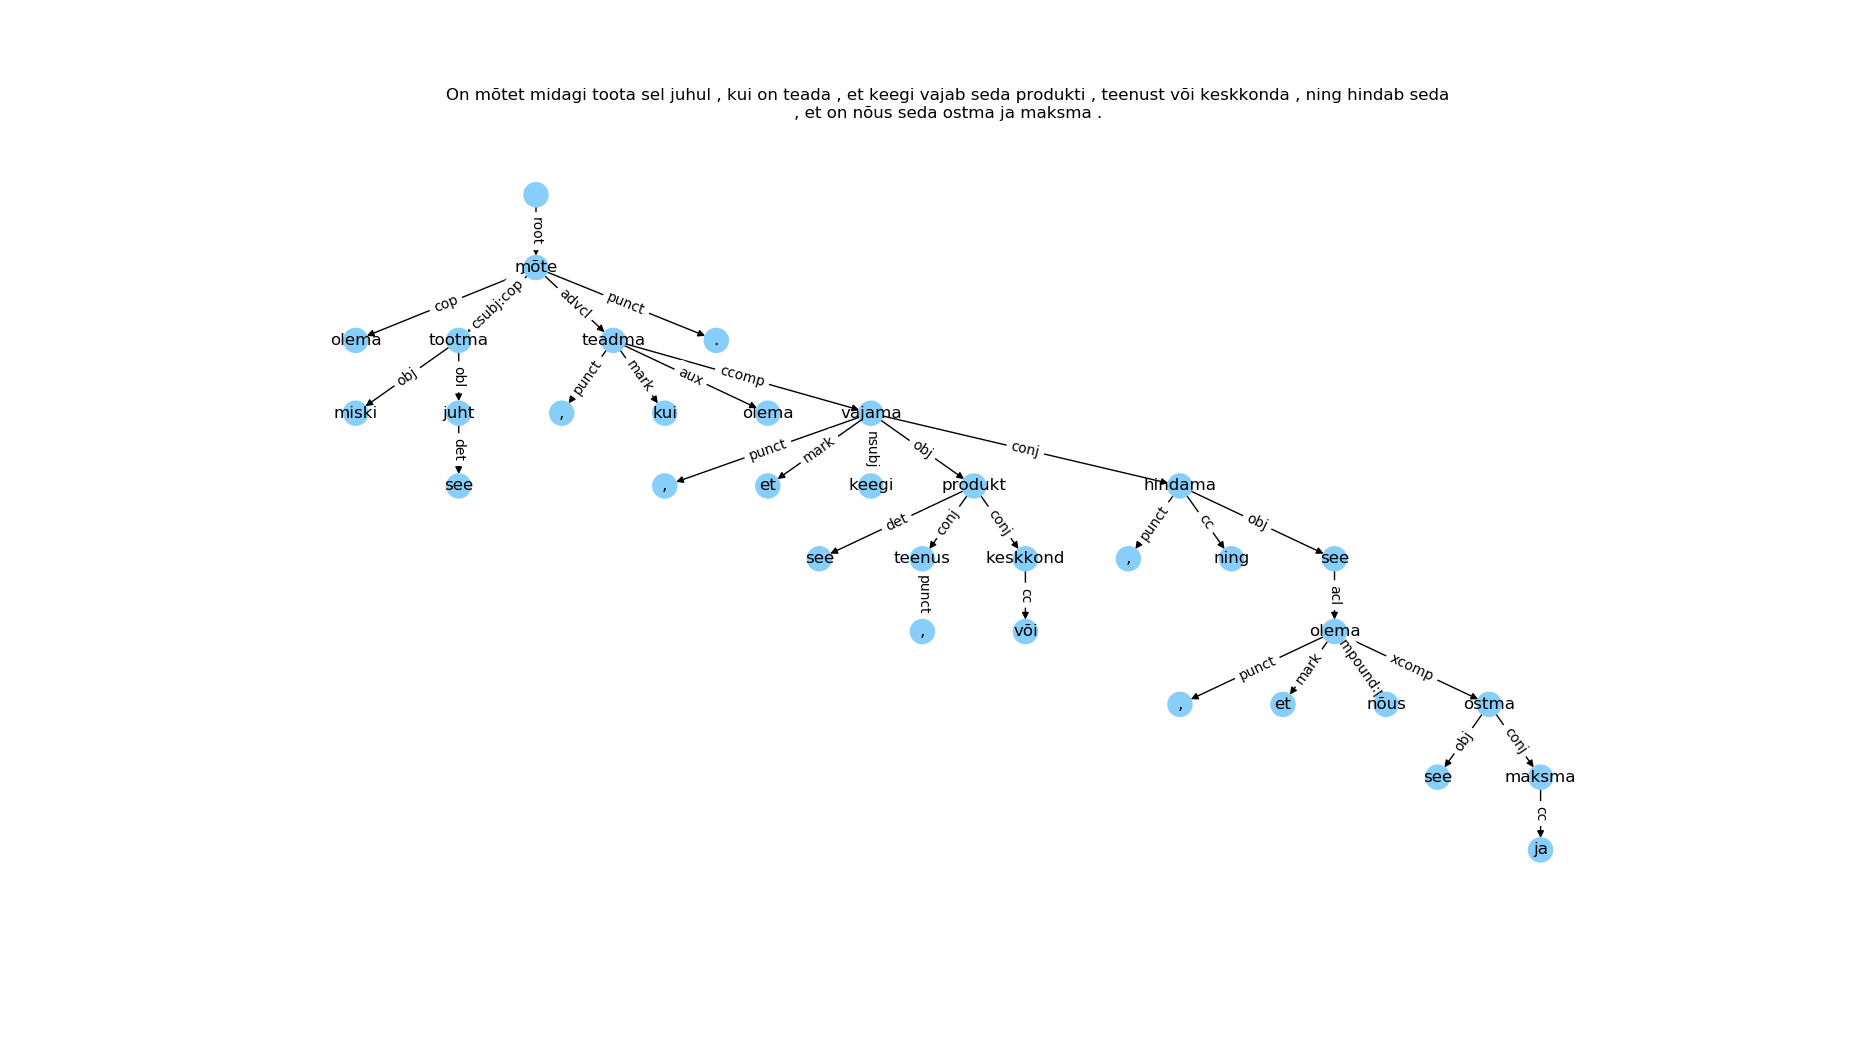 On mõtet midagi toota sel juhul , kui on teada , et keegi vajab seda produkti , teenust või keskkonda , ning hindab seda
, et on nõus seda ostma ja maksma .
root
mõte
cop csubj:cop advcl punct
olema tootma teadma .
obj obl punct mark aux ccomp
miski juht , kui olema vajama
det punct mark nsubj obj conj
see , et keegi produkt hindama
det conj conj punct cc obj
see teenus keskkond , ning see
punct cc acl
, või olema
punct mark mpound: xcomp
, et nõus ostma
obj conj
see maksma
cc
ja